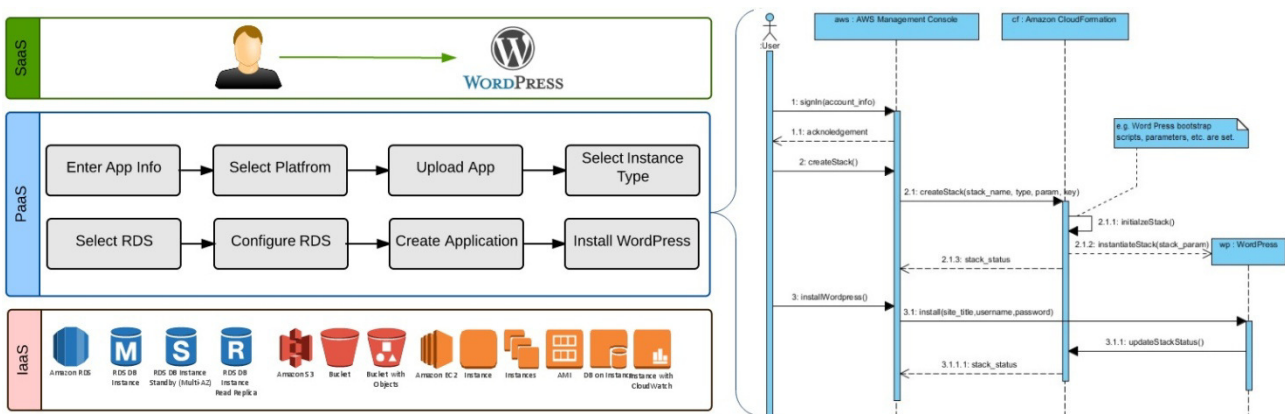 SaaS
WORDPRESS
PaaS
Enter App Info
Select Platfrom
Upload App
Select Instance
Type
Select RDS
Configure RDS
Create Application
Install WordPress
IaaS
Amazon RDS
RDS DB
Instance
RDS DB Instance
Standby (Multi-AZ)
RDS DB
Instance
Read Replica
Amazon S3
Bucket
Bucket with
Objects
Amazon EC2
Instance
Instances
AMI
DB on Instance
Instance with
CloudWatch
M
S
R
:User
aws : AWS Management Console
cf : Amazon CloudFormation
1: signIn(account_info)
1.1: acknoledgement
e.g. Word Press bootstrap
scripts, parameters, etc. are set.
2: createStack()
2.1: createStack(stack_name, type, param, key)
2.1.1: initialzeStack()
2.1.2: instantiateStack(stack_param)
wp : WordPress
2.1.3: stack_status
3: installWordpress()
3.1: install(site_title,username,password)
3.1.1: updateStackStatus()
3.1.1.1: stack_status